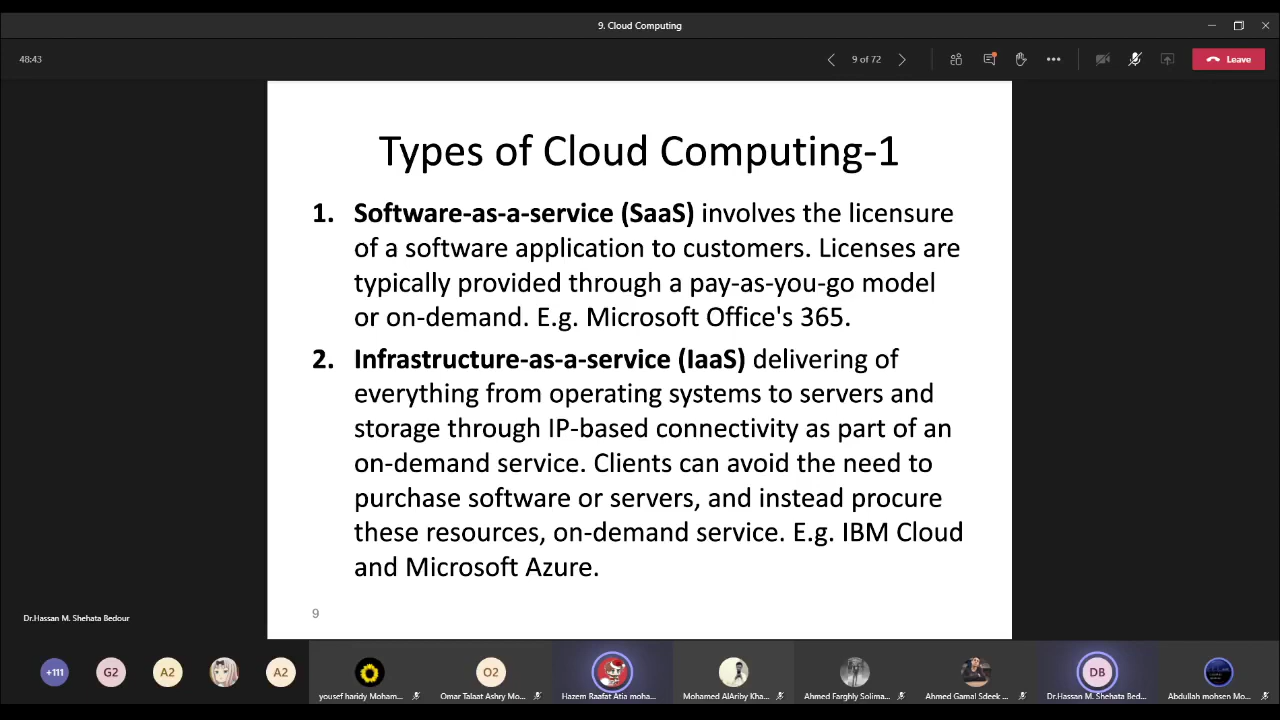 9. Cloud Computing
48:43
9 of 72
Leave
Types of Cloud Computing-1
1. Software-as-a-service (SaaS) involves the licensure
of a software application to customers. Licenses are
typically provided through a pay-as-you-go model
or on-demand. E.g. Microsoft Office's 365.
2. Infrastructure-as-a-service (IaaS) delivering of
everything from operating systems to servers and
storage through IP-based connectivity as part of an
on-demand service. Clients can avoid the need to
purchase software or servers, and instead procure
these resources, on-demand service. E.g. IBM Cloud
and Microsoft Azure.
9
Dr.Hassan M. Shehata Bedour
+111
G2
A2
A2
O2
DB
yousef haridy Moham...
Omar Talaat Ashry Mo...
Hazem Raafat Atia moha...
Mohamed AlAriby Kha...
Ahmed Farghly Solima...
Ahmed Gamal Sdeek ...
Dr.Hassan M. Shehata Bed...
Abdullah mohsen Mo...